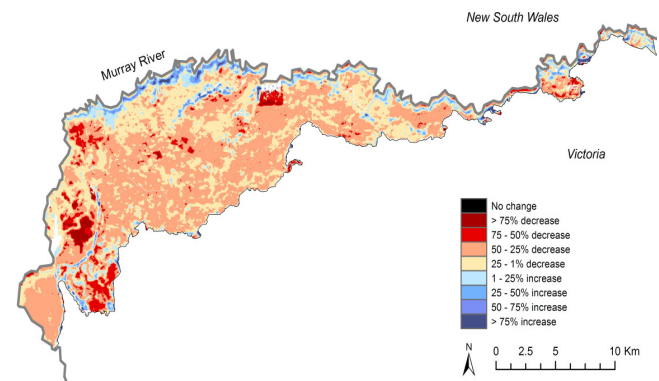 New South Wales
Murray River
Victoria
No change
> 75% decrease
75 - 50% decrease
50 - 25% decrease
25 - 1% decrease
1 - 25% increase
25 - 50% increase
50 - 75% increase
> 75% increase
N
0 2.5 5 10 Km